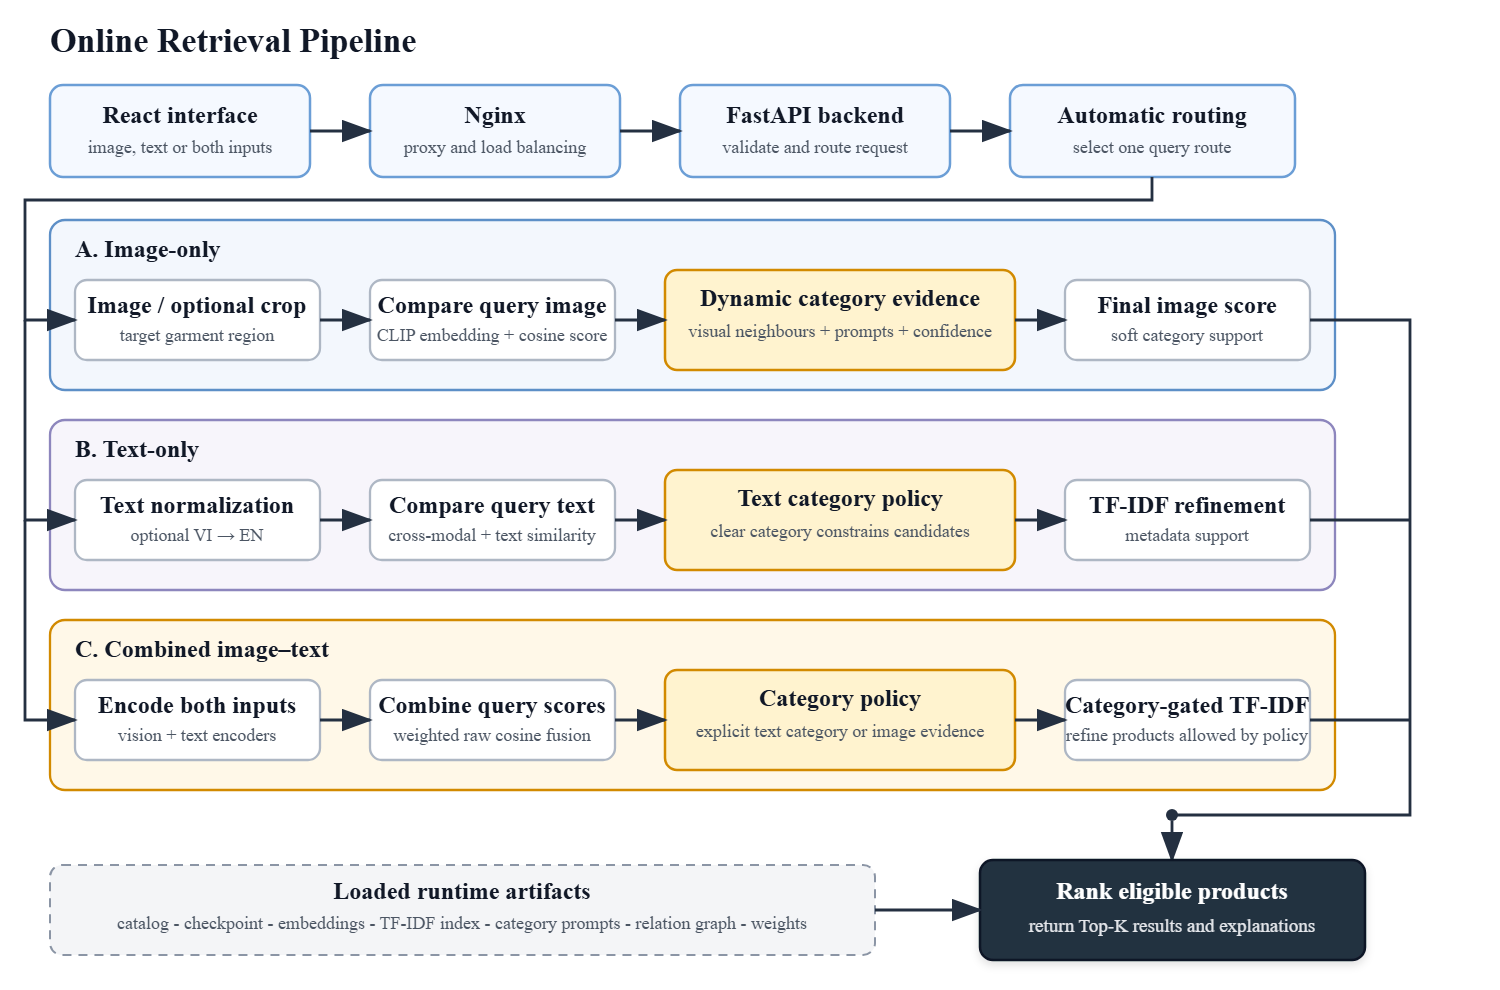 Online Retrieval Pipeline
React interface
image, text or both inputs
Nginx
proxy and load balancing
FastAPI backend
validate and route request
Automatic routing
select one query route
A. Image-only
Image / optional crop
target garment region
Compare query image
CLIP embedding + cosine score
Dynamic category evidence
visual neighbours + prompts + confidence
Final image score
soft category support
B. Text-only
Text normalization
optional VI → EN
Compare query text
cross-modal + text similarity
Text category policy
clear category constrains candidates
TF-IDF refinement
metadata support
C. Combined image–text
Encode both inputs
vision + text encoders
Combine query scores
weighted raw cosine fusion
Category policy
explicit text category or image evidence
Category-gated TF-IDF
refine products allowed by policy
Loaded runtime artifacts
catalog - checkpoint - embeddings - TF-IDF index - category prompts - relation graph - weights
Rank eligible products
return Top-K results and explanations